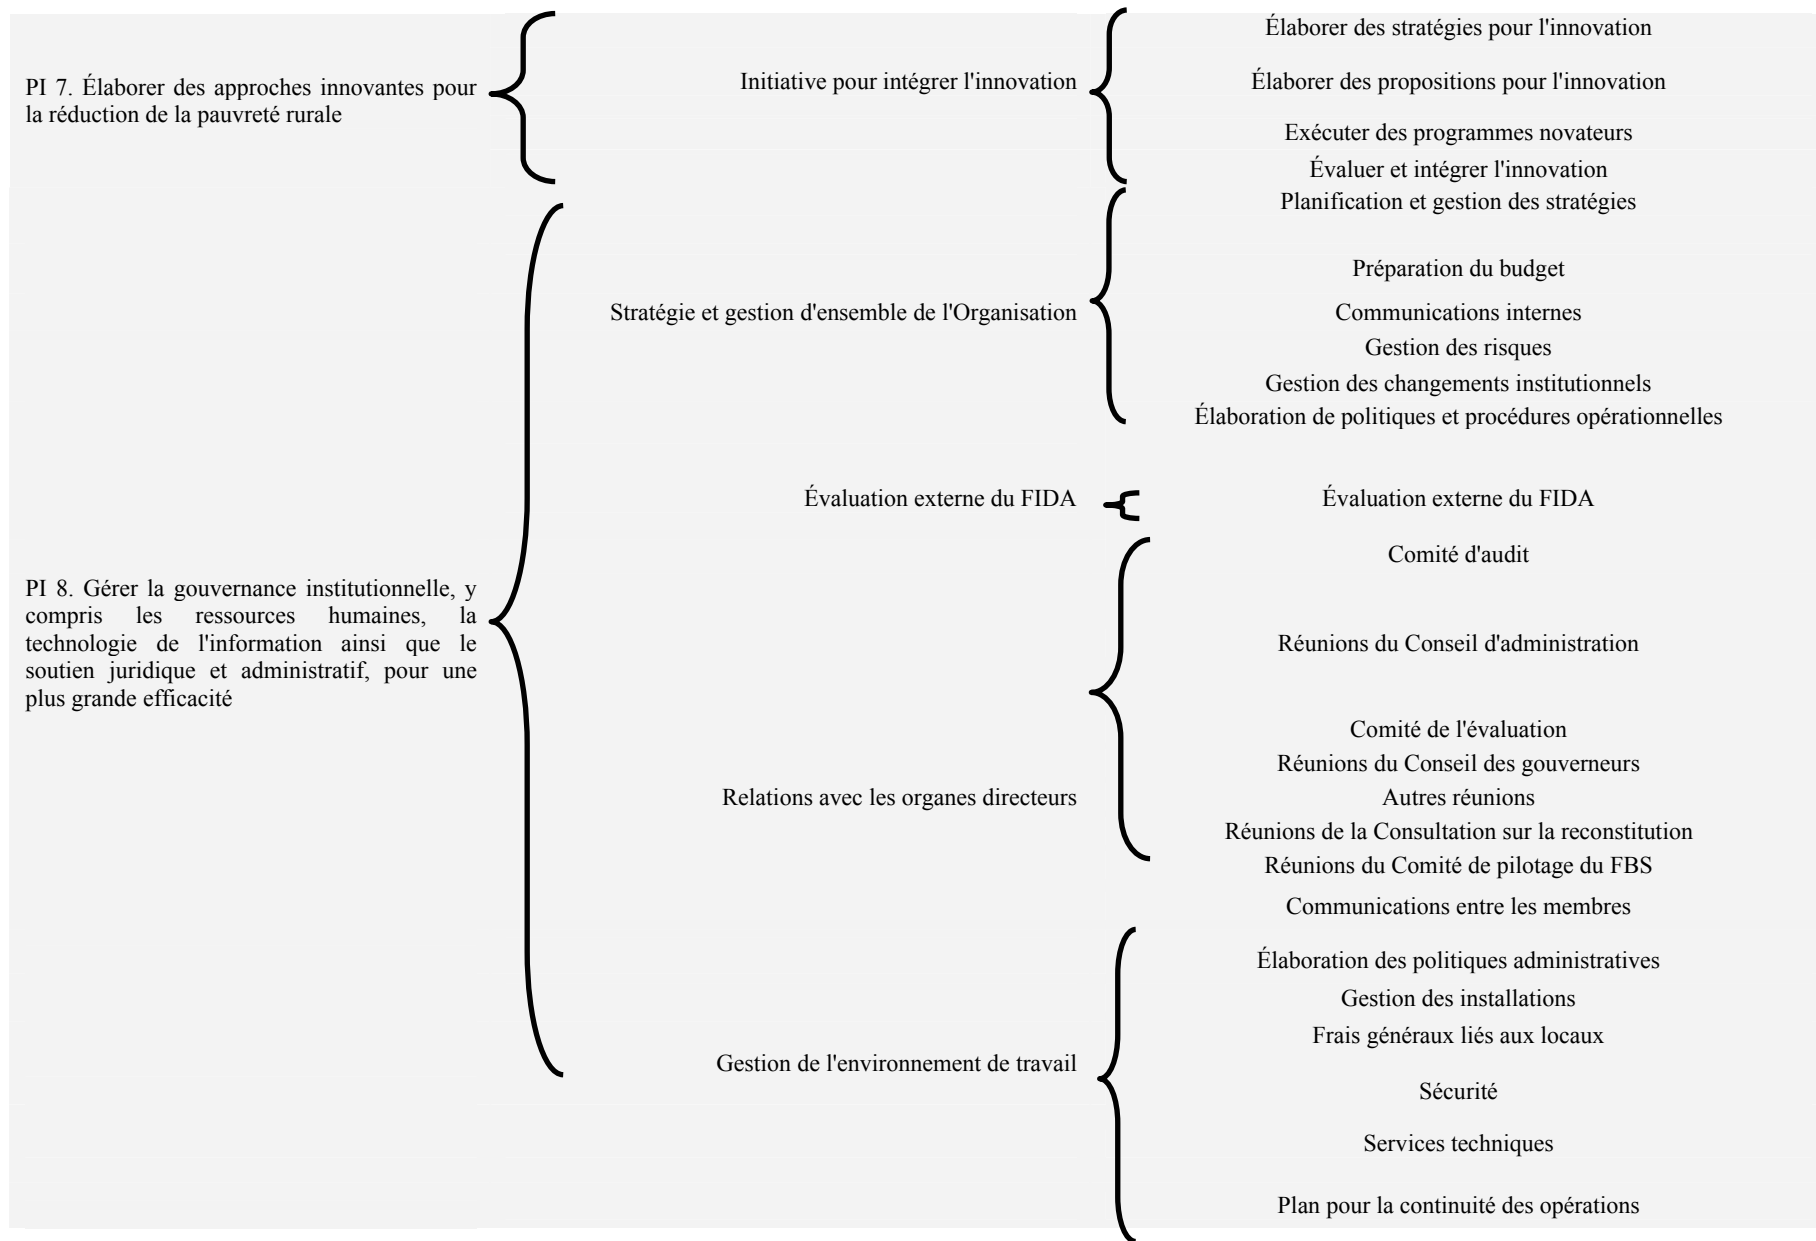 PI 7. Élaborer des approches innovantes pour
la réduction de la pauvreté rurale
Initiative pour intégrer l'innovation
Élaborer des stratégies pour l'innovation
Élaborer des propositions pour l'innovation
Exécuter des programmes novateurs
Évaluer et intégrer l'innovation
PI 8. Gérer la gouvernance institutionnelle, y
compris les ressources humaines, la
technologie de l'information ainsi que le
soutien juridique et administratif, pour une
plus grande efficacité
Stratégie et gestion d'ensemble de l'Organisation
Planification et gestion des stratégies
Préparation du budget
Communications internes
Gestion des risques
Gestion des changements institutionnels
Élaboration de politiques et procédures opérationnelles
Évaluation externe du FIDA
Évaluation externe du FIDA
Relations avec les organes directeurs
Comité d'audit
Réunions du Conseil d'administration
Comité de l'évaluation
Réunions du Conseil des gouverneurs
Autres réunions
Réunions de la Consultation sur la reconstitution
Réunions du Comité de pilotage du FBS
Communications entre les membres
Gestion de l'environnement de travail
Élaboration des politiques administratives
Gestion des installations
Frais généraux liés aux locaux
Sécurité
Services techniques
Plan pour la continuité des opérations